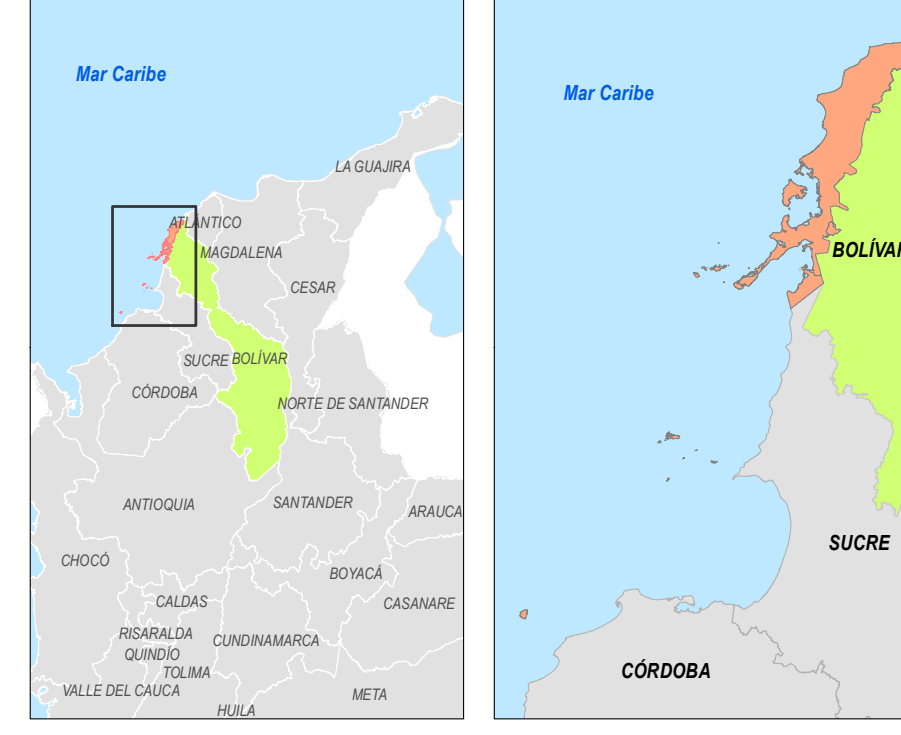 Mar Caribe
LA GUAJIRA
ATLÁNTICO
MAGDALENA
CESAR
SUCRE
BOLÍVAR
CÓRDOBA
NORTE DE SANTANDER
ANTIOQUIA
SANTANDER
ARAUCA
CHOCÓ
BOYACÁ
CALDAS
CASANARE
RISARALDA
CUNDINAMARCA
QUINDÍO
TOLIMA
VALLE DEL CAUCA
META
HUILA
Mar Caribe
BOLÍVAR
SUCRE
CÓRDOBA